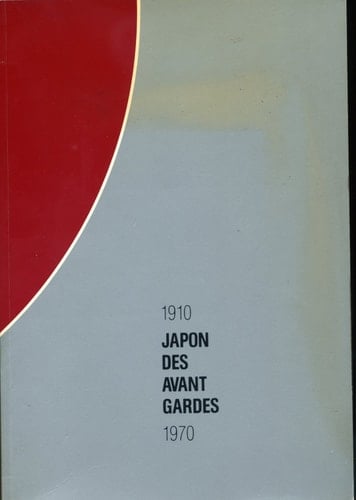 1910
JAPON
DES
AVANT
GARDES
1970